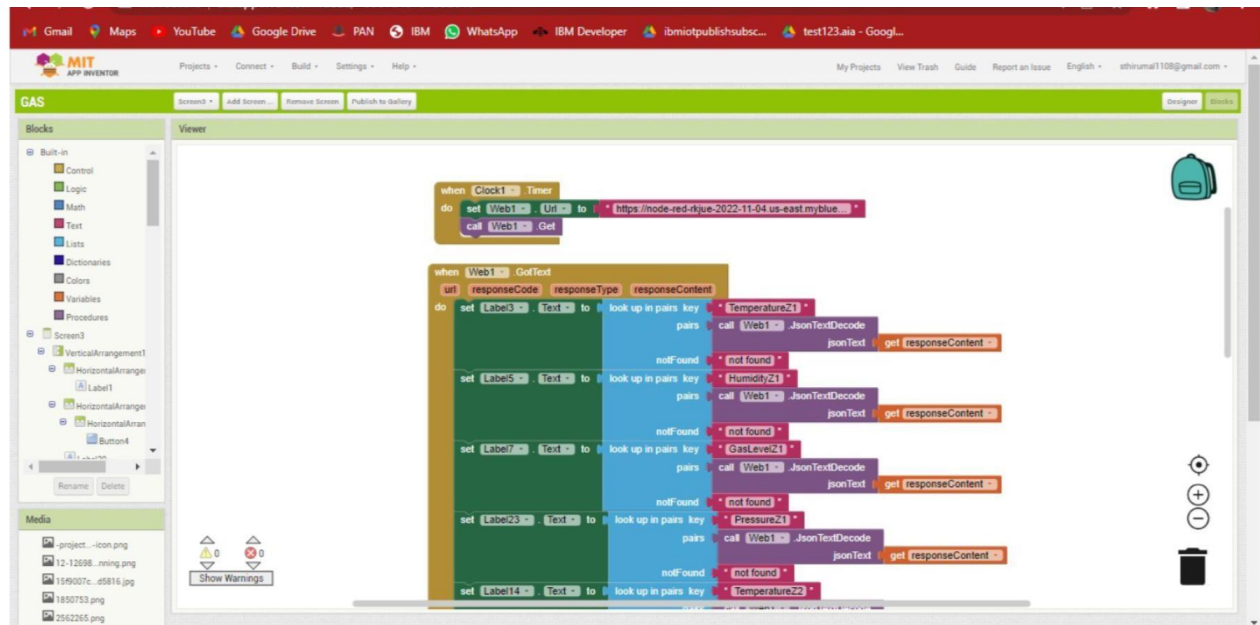 Gmail Maps YouTube Google Drive PAN IBM WhatsApp IBM Developer ibmiotpublishsubsc... test123.aia - Googl...
MIT APP INVENTOR
Projects Connect Build Settings Help My Projects View Trash Guide Report an Issue English sthirumal1108@gmail.com
GAS Screen3 Add Screen ... Remove Screen Publish to Gallery Designer Blocks
Blocks
Viewer
Built-in
Control
Logic
Math
Text
Lists
Dictionaries
Colors
Variables
Procedures
Screen3
VerticalArrangement1
HorizontalArranger
Label1
HorizontalArranger
HorizontalArran
Button4
Rename Delete
Media
-project...-icon.png
12-12698...nning.png
15f9007c...d5816.jpg
1850753.png
2562265.png
when Clock1 .Timer
do set Web1 . Url to " https://node-red-rkjue-2022-11-04.us-east.myblue... "
call Web1 .Get
when Web1 .GotText
url responseCode responseType responseContent
do set Label3 . Text to look up in pairs key " TemperatureZ1 "
pairs call Web1 .JsonTextDecode
jsonText get responseContent
notFound " not found "
set Label5 . Text to look up in pairs key " HumidityZ1 "
pairs call Web1 .JsonTextDecode
jsonText get responseContent
notFound " not found "
set Label7 . Text to look up in pairs key " GasLevelZ1 "
pairs call Web1 .JsonTextDecode
jsonText get responseContent
notFound " not found "
set Label23 . Text to look up in pairs key " PressureZ1 "
pairs call Web1 .JsonTextDecode
jsonText get responseContent
notFound " not found "
set Label14 . Text to look up in pairs key " TemperatureZ2 "
0 0
Show Warnings